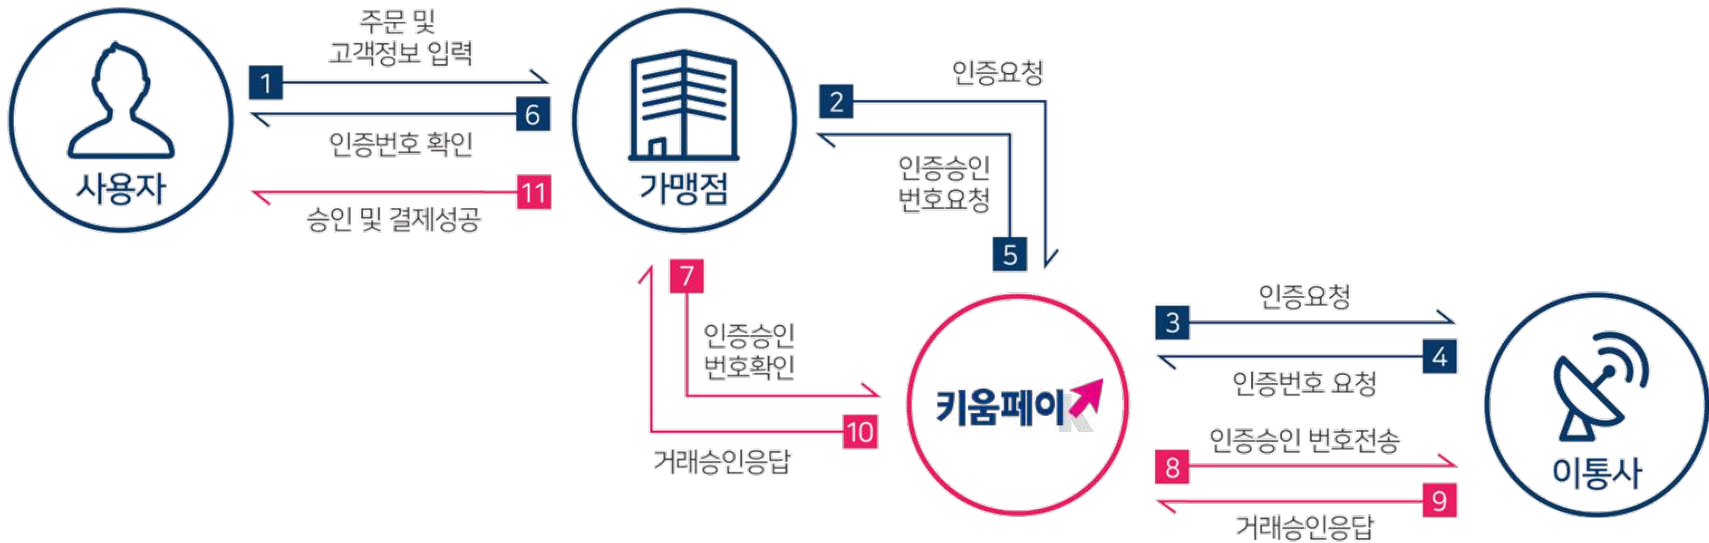 주문 및
고객정보 입력
1
6
인증번호 확인
11
승인 및 결제성공
사용자
가맹점
2
인증요청
인증승인
번호요청
5
7
인증승인
번호확인
10
거래승인응답
키움페이
K
3
인증요청
4
인증번호 요청
인증승인 번호전송
8
9
거래승인응답
이통사